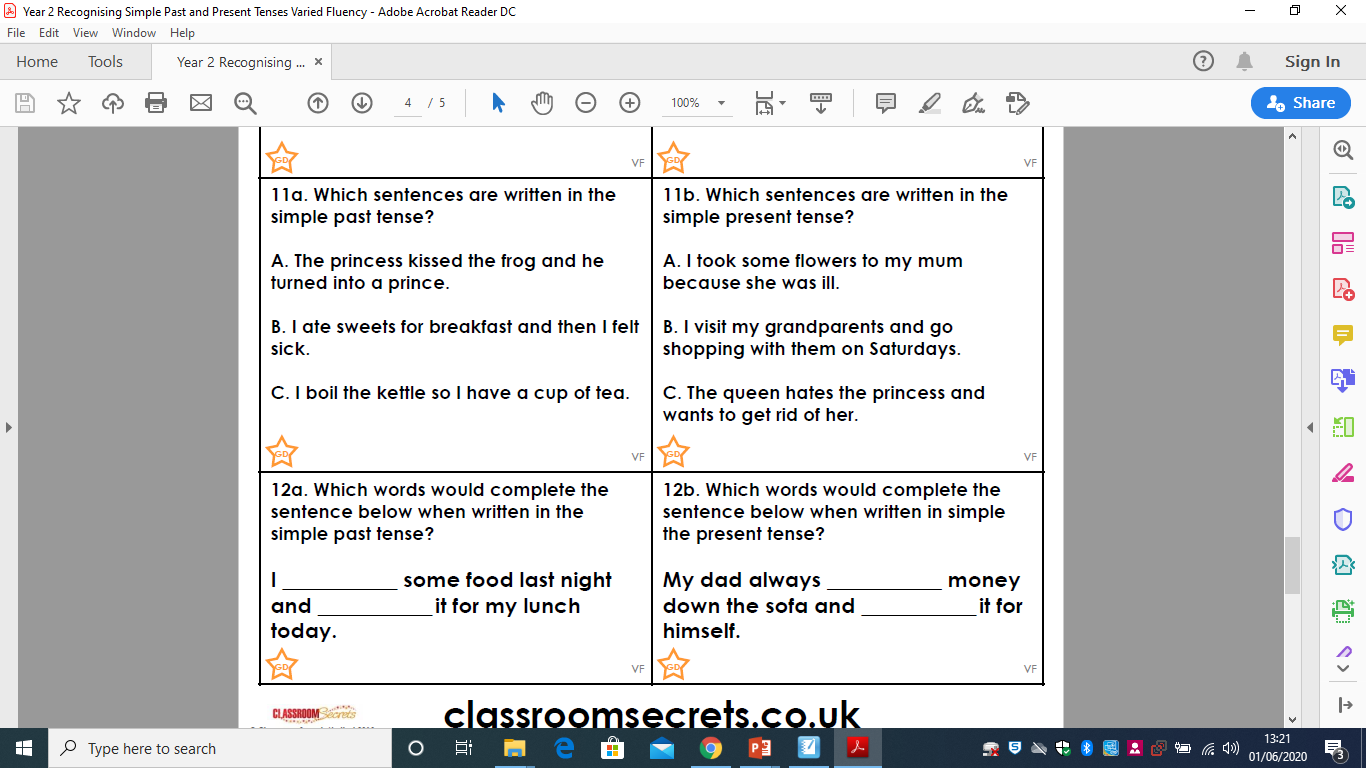 Year 2 Recognising Simple Past and Present Tenses Varied Fluency - Adobe Acrobat Reader DC
File Edit View Window Help
Home Tools Year 2 Recognising ... × Sign In
4 / 5 100% Share
GD VF GD VF
11a. Which sentences are written in the
simple past tense?
A. The princess kissed the frog and he
turned into a prince.
B. I ate sweets for breakfast and then I felt
sick.
C. I boil the kettle so I have a cup of tea.
GD VF
11b. Which sentences are written in the
simple present tense?
A. I took some flowers to my mum
because she was ill.
B. I visit my grandparents and go
shopping with them on Saturdays.
C. The queen hates the princess and
wants to get rid of her.
GD VF
12a. Which words would complete the
sentence below when written in the
simple past tense?
I ___________ some food last night
and ___________it for my lunch
today.
GD VF
12b. Which words would complete the
sentence below when written in simple
the present tense?
My dad always ___________ money
down the sofa and ___________it for
himself.
GD VF
CLASSROOM Secrets
classroomsecrets.co.uk
Type here to search
13:21
01/06/2020
3